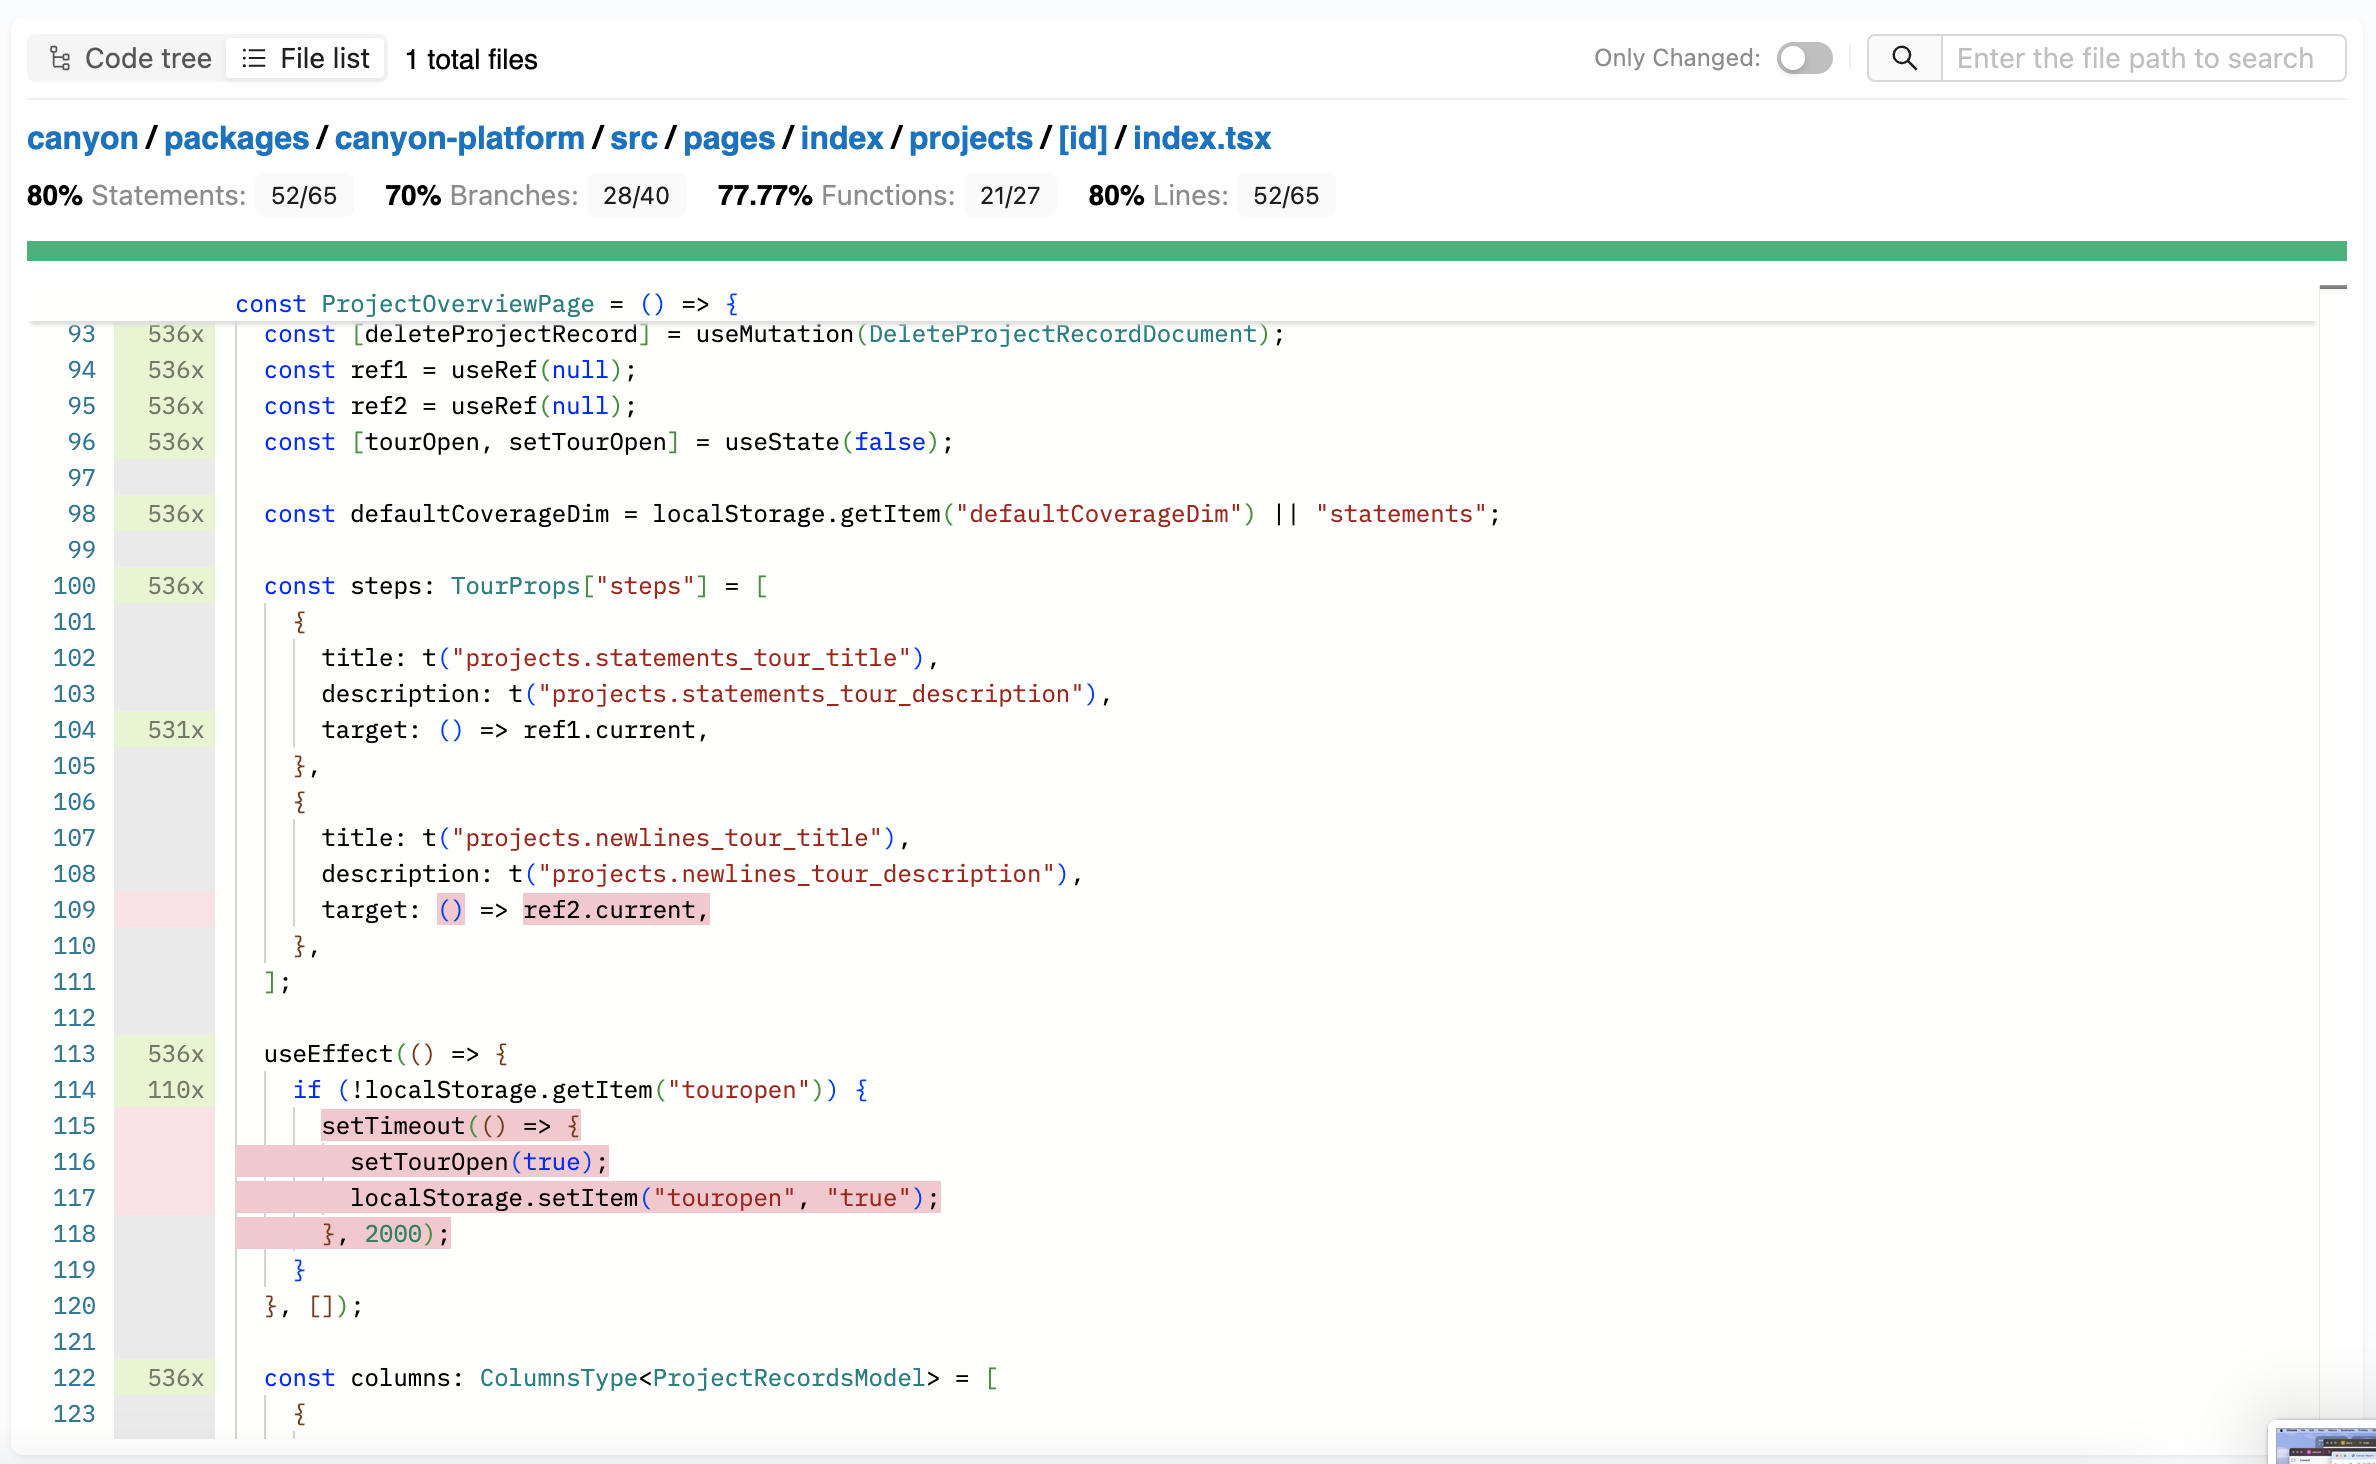 Code tree File list 1 total files Only Changed: Enter the file path to search
canyon / packages / canyon-platform / src / pages / index / projects / [id] / index.tsx
80% Statements: 52/65 70% Branches: 28/40 77.77% Functions: 21/27 80% Lines: 52/65
const ProjectOverviewPage = () => {
93 536x const [deleteProjectRecord] = useMutation(DeleteProjectRecordDocument);
94 536x const ref1 = useRef(null);
95 536x const ref2 = useRef(null);
96 536x const [tourOpen, setTourOpen] = useState(false);
97
98 536x const defaultCoverageDim = localStorage.getItem("defaultCoverageDim") || "statements";
99
100 536x const steps: TourProps["steps"] = [
101 {
102 title: t("projects.statements_tour_title"),
103 description: t("projects.statements_tour_description"),
104 531x target: () => ref1.current,
105 },
106 {
107 title: t("projects.newlines_tour_title"),
108 description: t("projects.newlines_tour_description"),
109 target: () => ref2.current,
110 },
111 ];
112
113 536x useEffect(() => {
114 110x if (!localStorage.getItem("touropen")) {
115 setTimeout(() => {
116 setTourOpen(true);
117 localStorage.setItem("touropen", "true");
118 }, 2000);
119 }
120 }, []);
121
122 536x const columns: ColumnsType<ProjectRecordsModel> = [
123 {